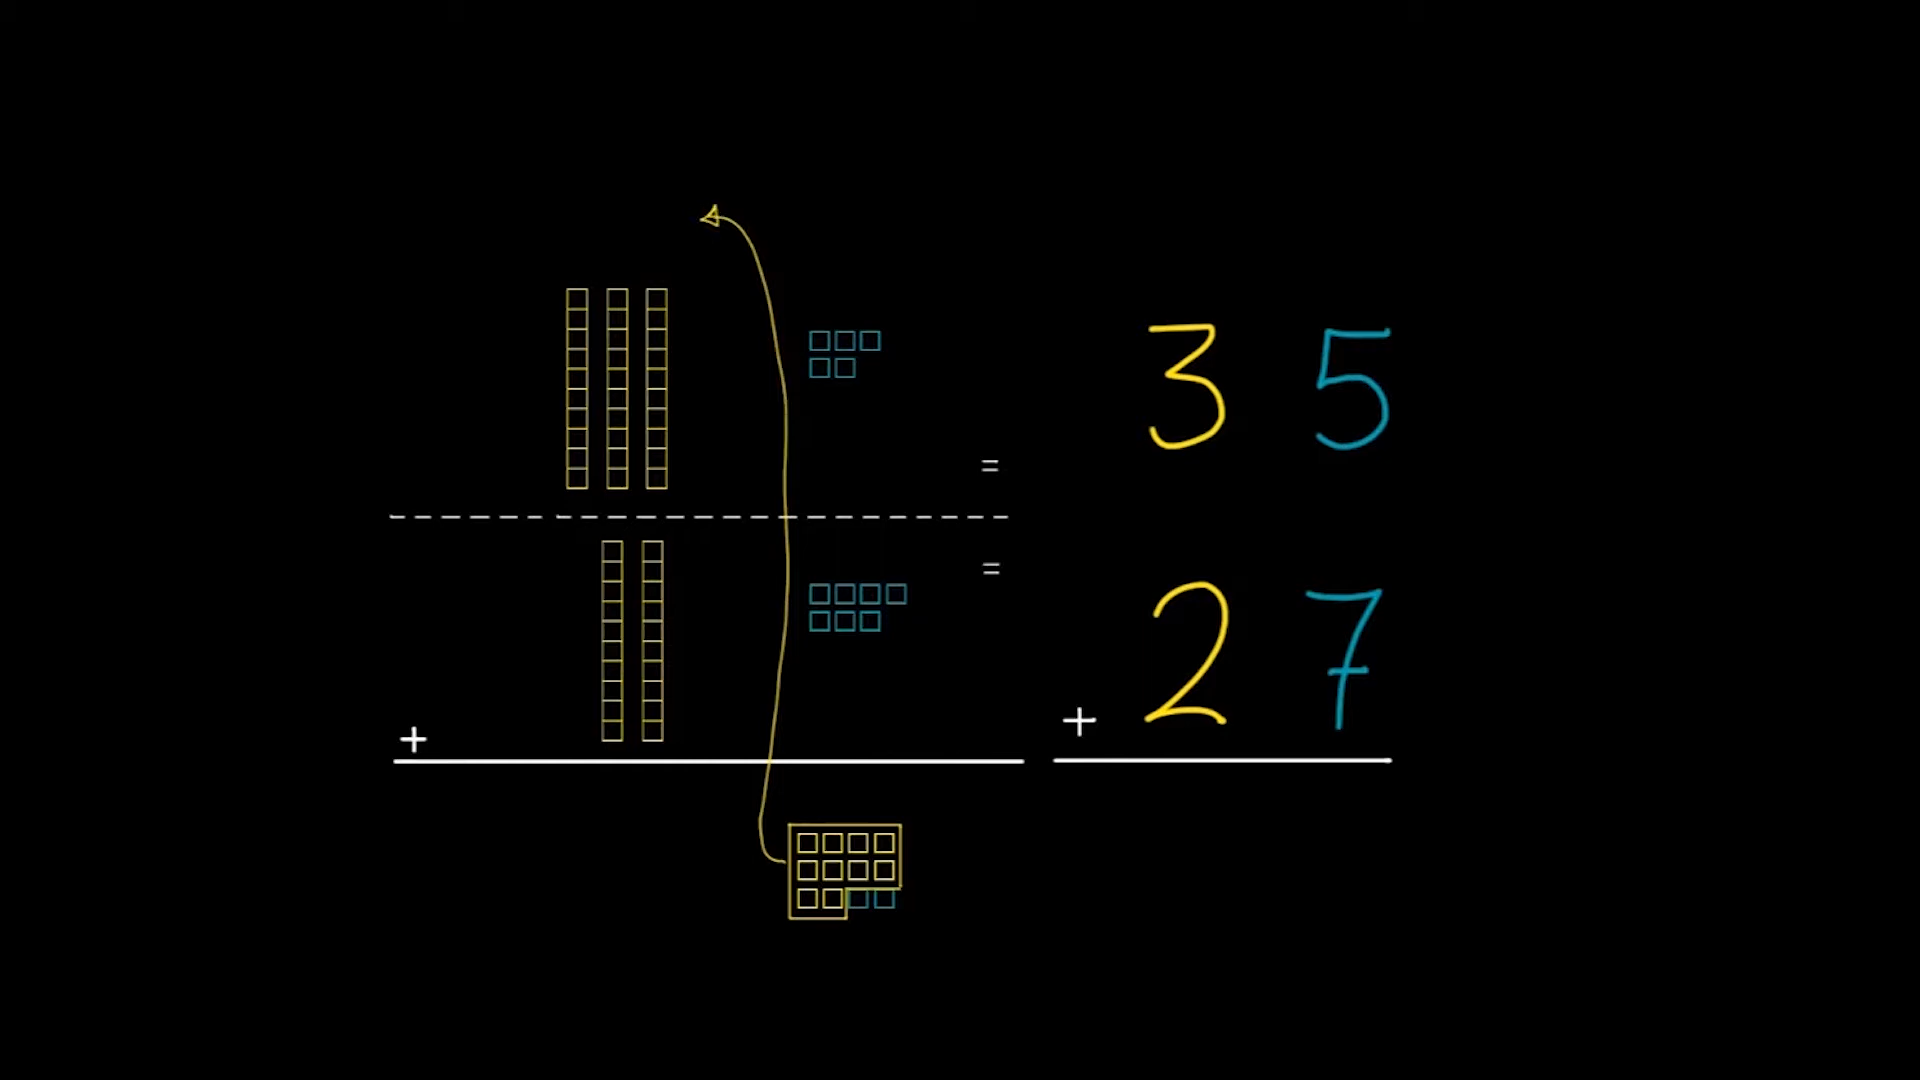 = 3 5
=
+ + 2 7